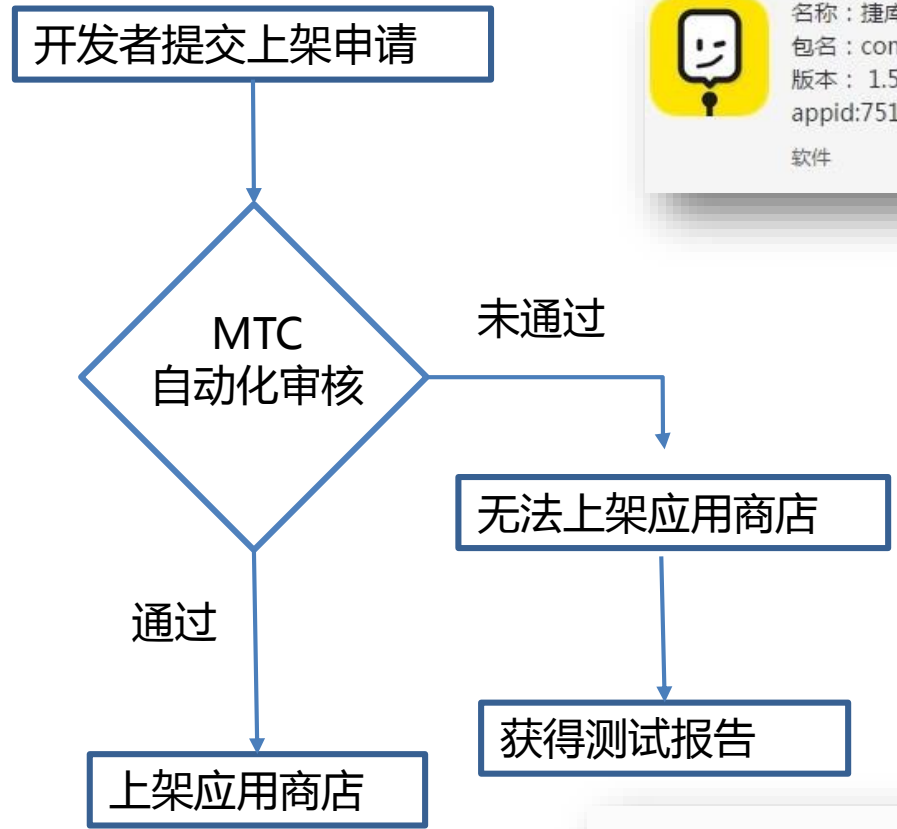 开发者提交上架申请
名称：捷库
包名：com
版本： 1.5
appid:751
软件
MTC
自动化审核
未通过
无法上架应用商店
通过
获得测试报告
上架应用商店